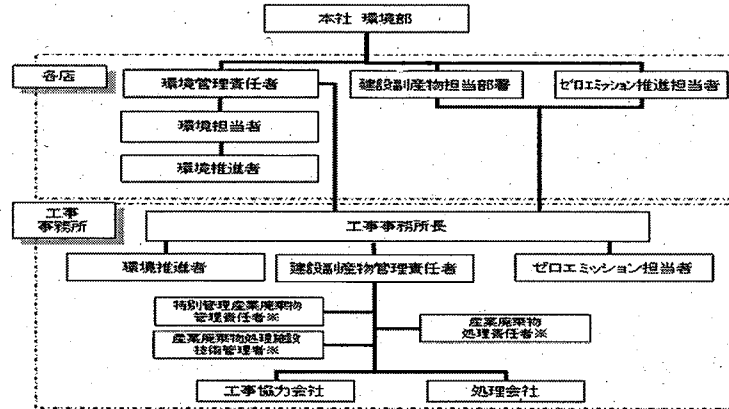 本社 環境部
各店
環境管理責任者
建設副産物担当部署
ゼロエミッション推進担当者
環境担当者
環境推進者
工事
事務所
工事事務所長
環境推進者
建設副産物管理責任者
ゼロエミッション担当者
特別管理産業廃棄物
管理責任者※
産業廃棄物
処理責任者※
産業廃棄物処理施設
技術管理者※
工事協力会社
処理会社